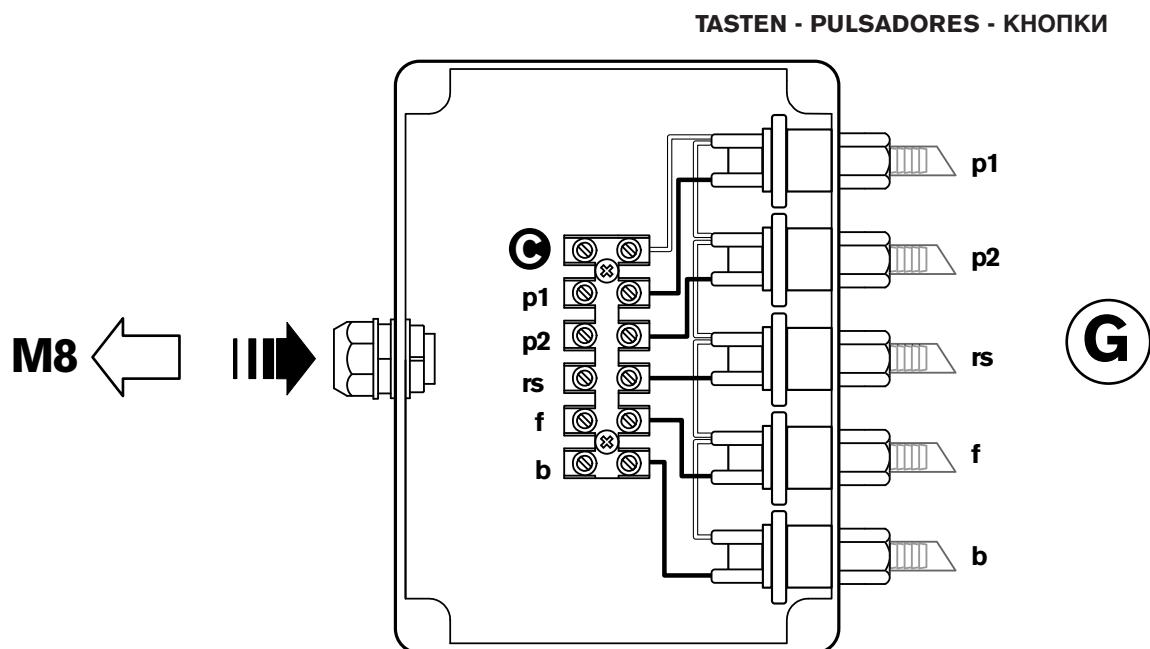 TASTEN - PULSADORES - КНОПКИ
p1
C
p2
p1
M8
p2
rs
G
rs
f
f
b
b